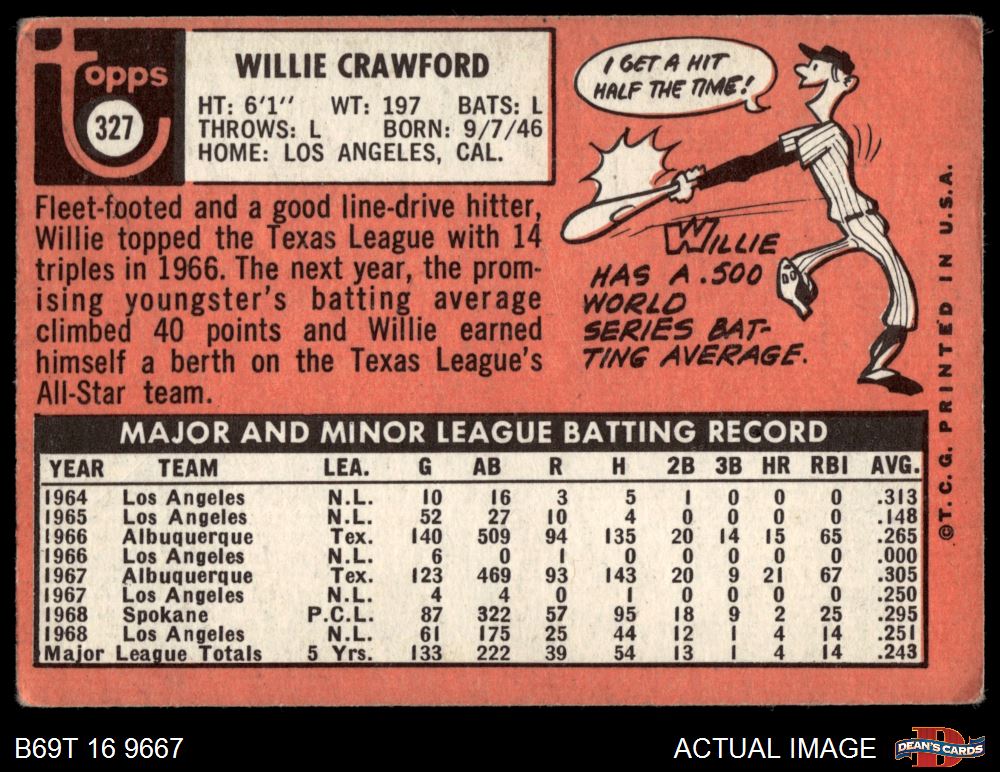 topps
327
WILLIE CRAWFORD
HT: 6'1" WT: 197 BATS: L
THROWS: L BORN: 9/7/46
HOME: LOS ANGELES, CAL.
Fleet-footed and a good line-drive hitter,
Willie topped the Texas League with 14
triples in 1966. The next year, the prom-
ising youngster's batting average
climbed 40 points and Willie earned
himself a berth on the Texas League's
All-Star team.
I GET A HIT
HALF THE TIME!
WILLIE
HAS A .500
WORLD
SERIES BAT-
TING AVERAGE.
©T.C.G. PRINTED IN U.S.A.
MAJOR AND MINOR LEAGUE BATTING RECORD
YEAR TEAM LEA. G AB R H 2B 3B HR RBI AVG.
1964 Los Angeles N.L. 10 16 3 5 1 0 0 0 .313
1965 Los Angeles N.L. 52 27 10 4 0 0 0 0 .148
1966 Albuquerque Tex. 140 509 94 135 20 14 15 65 .265
1966 Los Angeles N.L. 6 0 1 0 0 0 0 0 .000
1967 Albuquerque Tex. 123 469 93 143 20 9 21 67 .305
1967 Los Angeles N.L. 4 4 0 1 0 0 0 0 .250
1968 Spokane P.C.L. 87 322 57 95 18 9 2 25 .295
1968 Los Angeles N.L. 61 175 25 44 12 1 4 14 .251
Major League Totals 5 Yrs. 133 222 39 54 13 1 4 14 .243
B69T 16 9667
ACTUAL IMAGE
D
DEAN'S CARDS